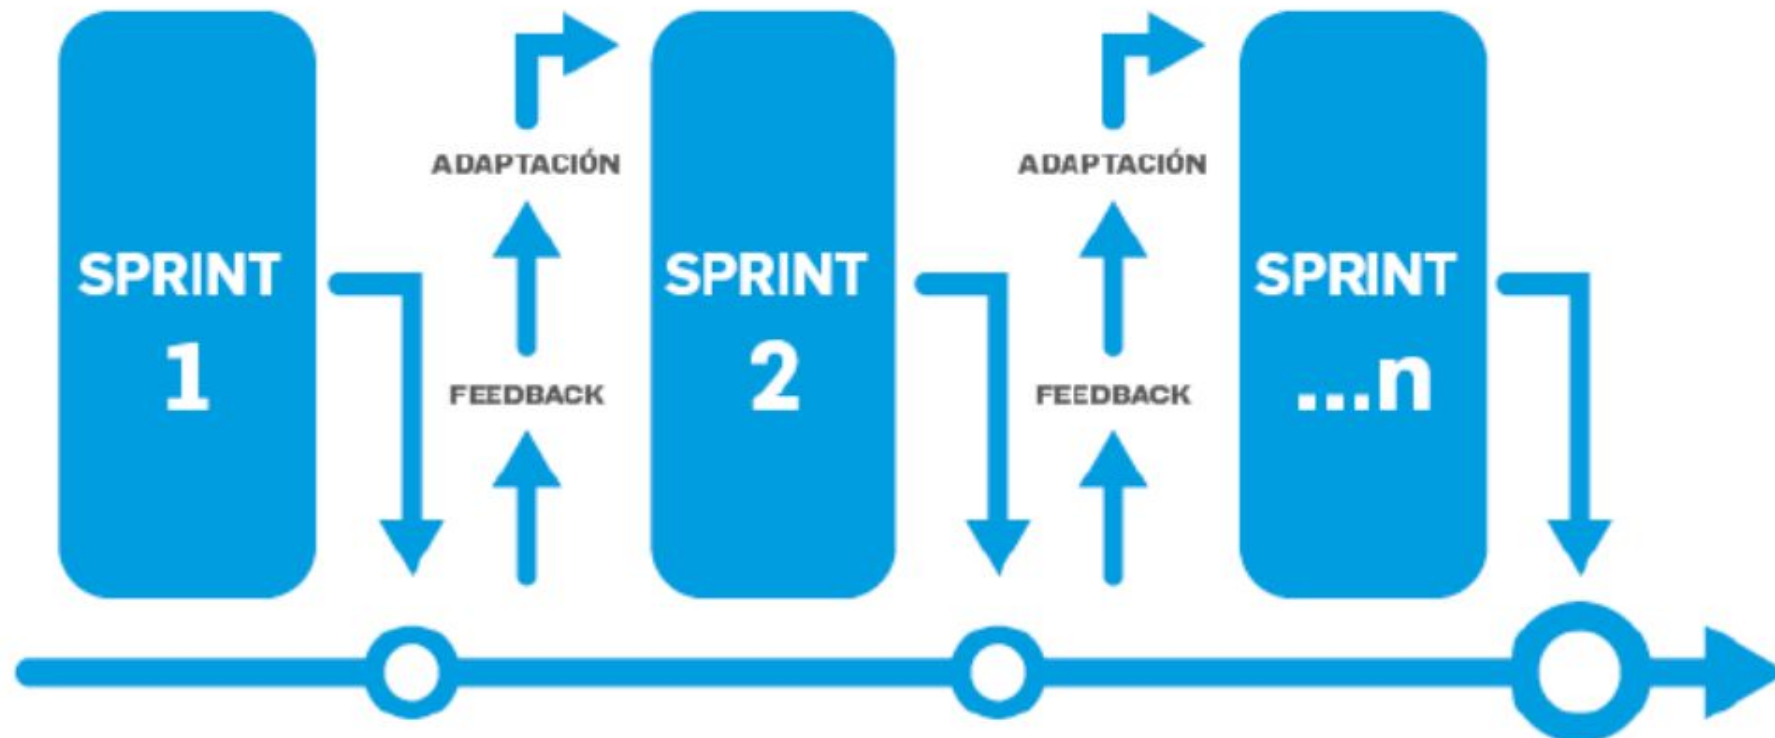 SPRINT
1
ADAPTACIÓN
FEEDBACK
SPRINT
2
ADAPTACIÓN
FEEDBACK
SPRINT
...n